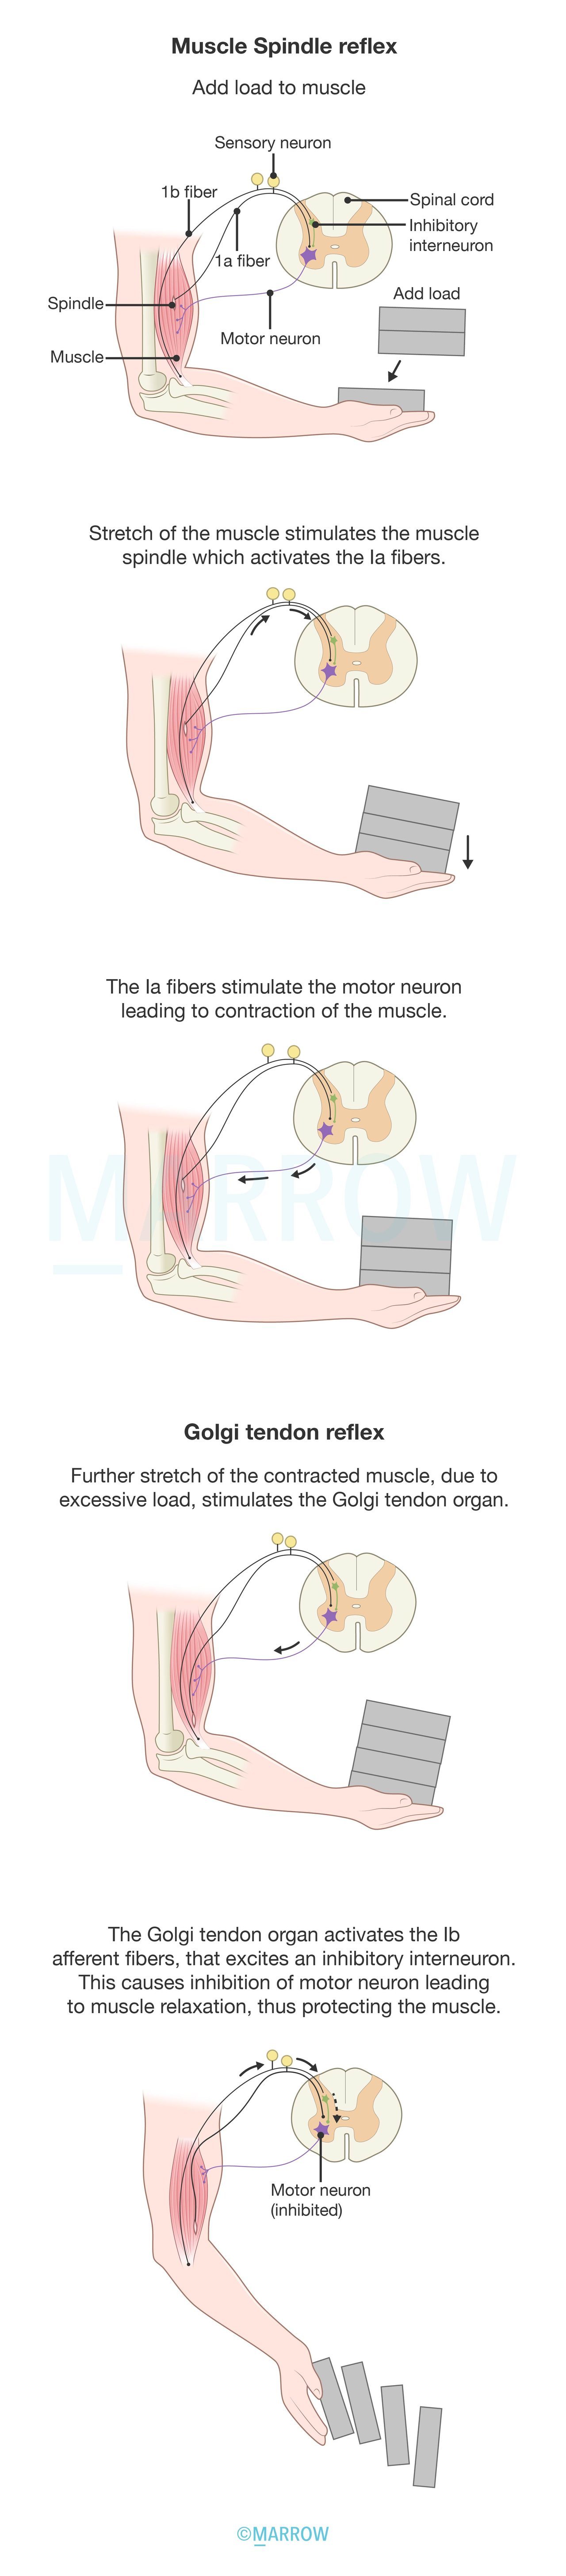 Muscle Spindle reflex
Add load to muscle
Sensory neuron
1b fiber
Spinal cord
Inhibitory
interneuron
1a fiber
Add load
Spindle
Motor neuron
Muscle
Stretch of the muscle stimulates the muscle
spindle which activates the Ia fibers.
The Ia fibers stimulate the motor neuron
leading to contraction of the muscle.
MARROW
Golgi tendon reflex
Further stretch of the contracted muscle, due to
excessive load, stimulates the Golgi tendon organ.
The Golgi tendon organ activates the Ib
afferent fibers, that excites an inhibitory interneuron.
This causes inhibition of motor neuron leading
to muscle relaxation, thus protecting the muscle.
Motor neuron
(inhibited)
©MARROW